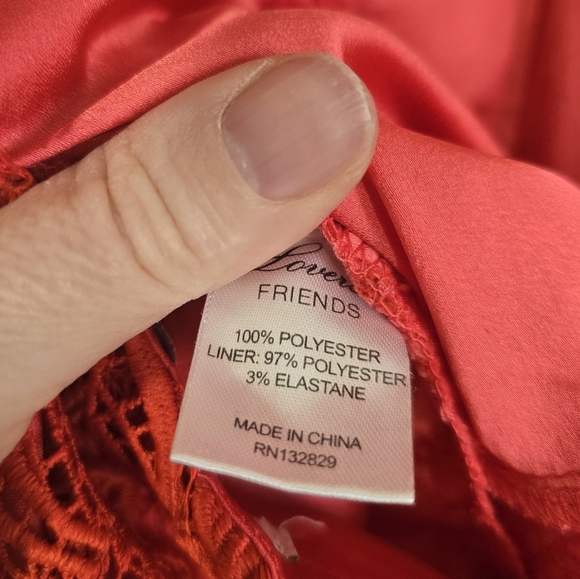 FRIENDS
100% POLYESTER
LINER: 97% POLYESTER
3% ELASTANE
MADE IN CHINA
RN132829